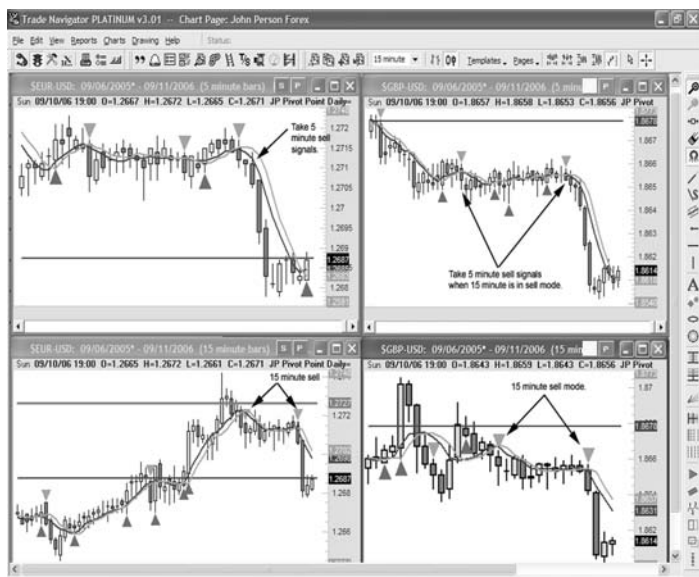 Trade Navigator PLATINUM v3.01 -- Chart Page: John Person Forex
File Edit View Reports Charts Drawing Help Status:
15 minute Templates Pages
$EUR-USD: 09/06/2005* - 09/11/2006 (5 minute bars) S P
Sun 09/10/06 19:00 O=1.2667 H=1.2672 L=1.2665 C=1.2671 JP Pivot Point Daily=
1.272
1.2715
1.271
1.2705
1.27
1.2695
1.269
1.2687
1.268
Take 5
minute sell
signals.
$GBP-USD: 09/06/2005* - 09/11/2006 (5 minute P
Sun 09/10/06 19:00 O=1.8657 H=1.8658 L=1.8653 C=1.8656 JP Pivot
1.8678
1.867
1.866
1.865
1.864
1.863
1.862
1.8614
Take 5 minute sell signals
when 15 minute is in sell mode.
$EUR-USD: 09/06/2005* - 09/11/2006 (15 minute bars) S P
Sun 09/10/06 19:00 O=1.2665 H=1.2672 L=1.2661 C=1.2671 JP Pivot Point Daily=
15 minute sell
1.2727
1.272
1.2687
1.268
1.266
$GBP-USD: 09/06/2005* - 09/11/2006 (15 min P
Sun 09/10/06 19:00 O=1.8643 H=1.8659 L=1.8643 C=1.8656 JP Pivot
15 minute sell mode.
1.87
1.8678
1.866
1.8631
1.862
1.8614